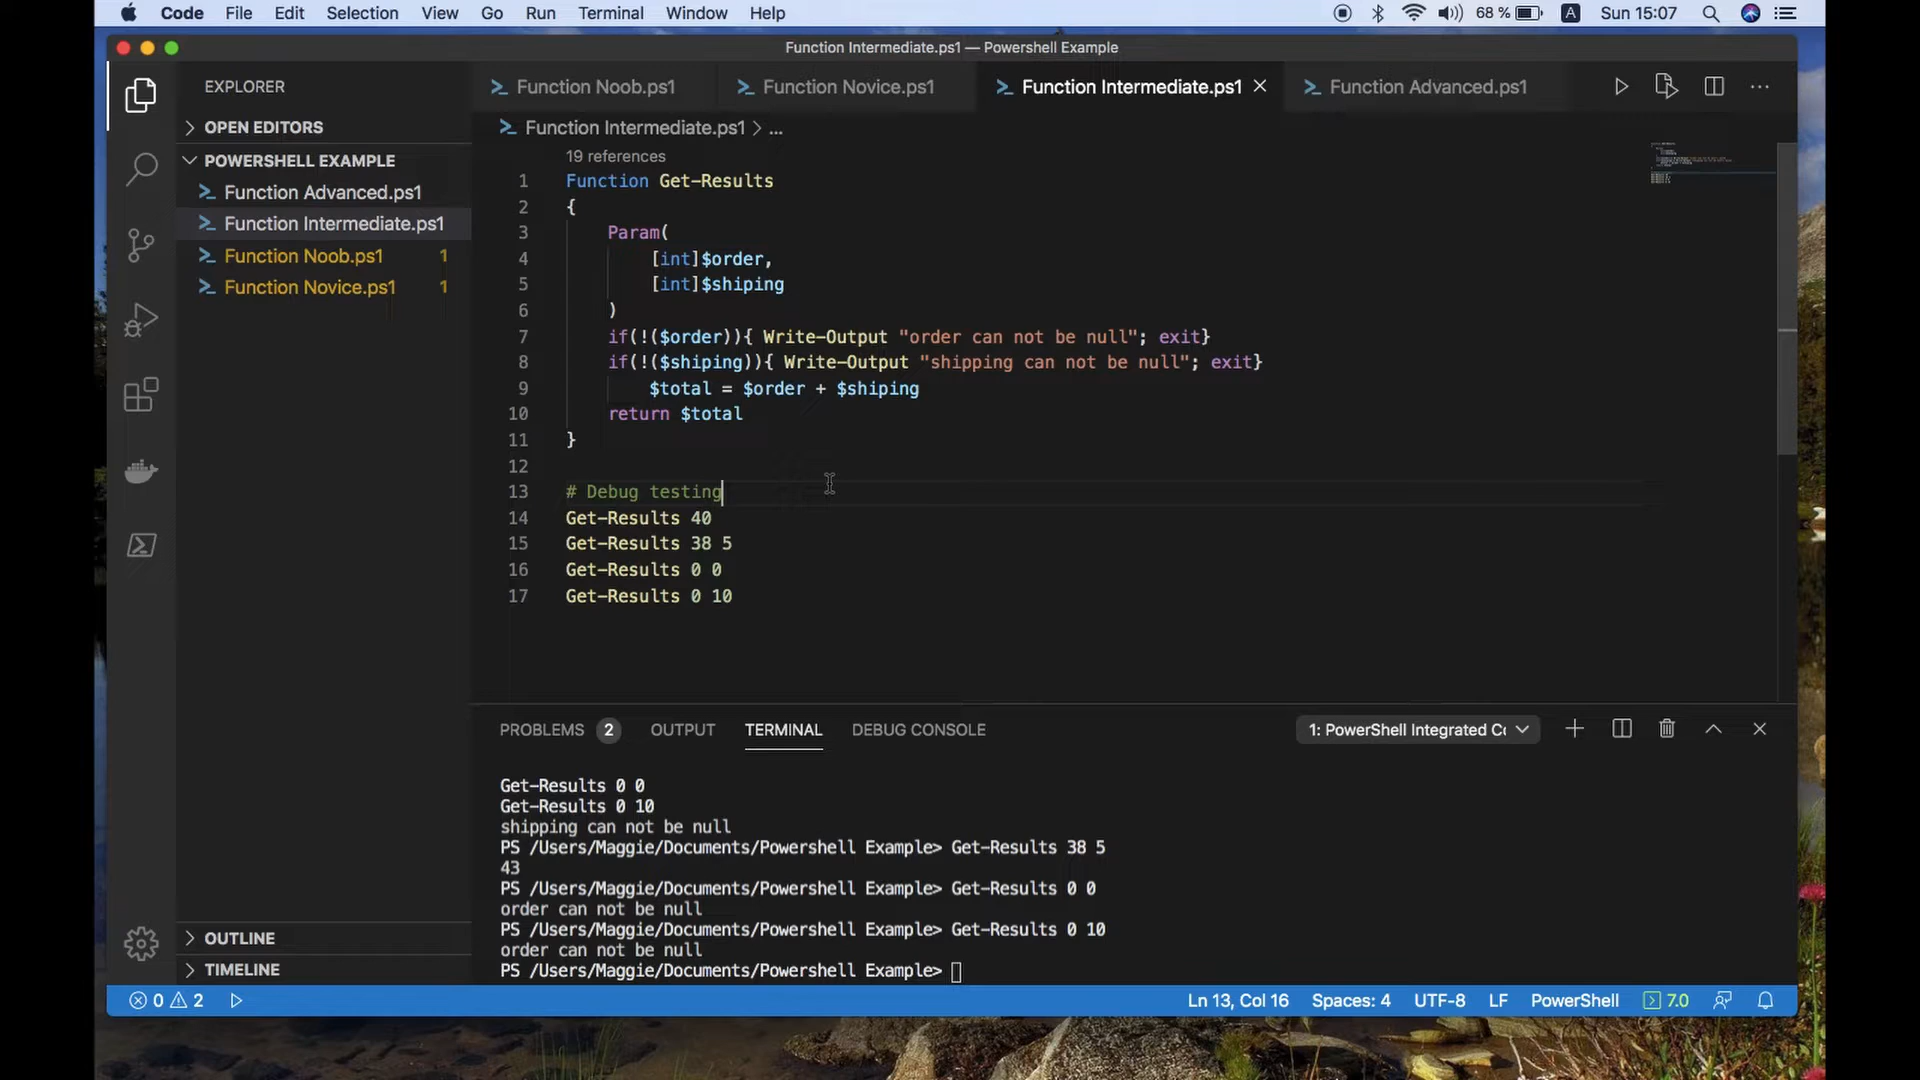 Code File Edit Selection View Go Run Terminal Window Help 68 % A Sun 15:07
Function Intermediate.ps1 — Powershell Example
EXPLORER
OPEN EDITORS
POWERSHELL EXAMPLE
Function Advanced.ps1
Function Intermediate.ps1
Function Noob.ps1 1
Function Novice.ps1 1
OUTLINE
TIMELINE
Function Noob.ps1 Function Novice.ps1 Function Intermediate.ps1 Function Advanced.ps1
Function Intermediate.ps1 > ...
19 references
1 Function Get-Results
2 {
3 Param(
4 [int]$order,
5 [int]$shiping
6 )
7 if(!($order)){ Write-Output "order can not be null"; exit}
8 if(!($shiping)){ Write-Output "shipping can not be null"; exit}
9 $total = $order + $shiping
10 return $total
11 }
12
13 # Debug testing
14 Get-Results 40
15 Get-Results 38 5
16 Get-Results 0 0
17 Get-Results 0 10
PROBLEMS 2 OUTPUT TERMINAL DEBUG CONSOLE 1: PowerShell Integrated Cc
Get-Results 0 0
Get-Results 0 10
shipping can not be null
PS /Users/Maggie/Documents/Powershell Example> Get-Results 38 5
43
PS /Users/Maggie/Documents/Powershell Example> Get-Results 0 0
order can not be null
PS /Users/Maggie/Documents/Powershell Example> Get-Results 0 10
order can not be null
PS /Users/Maggie/Documents/Powershell Example>
0 2 Ln 13, Col 16 Spaces: 4 UTF-8 LF PowerShell 7.0